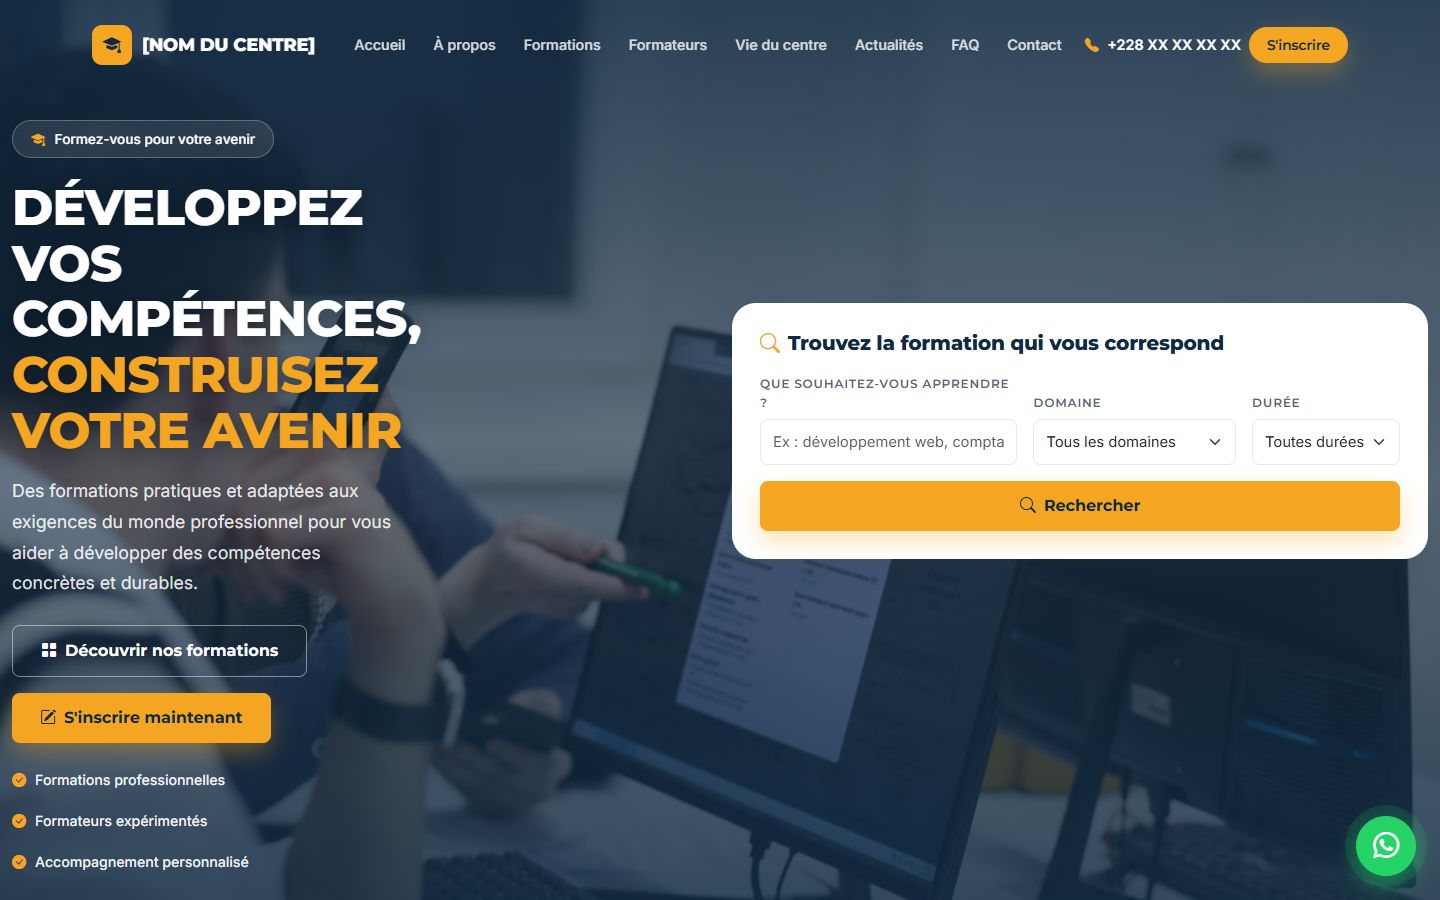 [NOM DU CENTRE]
Accueil
À propos
Formations
Formateurs
Vie du centre
Actualités
FAQ
Contact
+228 XX XX XX XX
S'inscrire
Formez-vous pour votre avenir
DÉVELOPPEZ
VOS
COMPÉTENCES,
CONSTRUISEZ
VOTRE AVENIR
Des formations pratiques et adaptées aux
exigences du monde professionnel pour vous
aider à développer des compétences
concrètes et durables.
Découvrir nos formations
S'inscrire maintenant
Formations professionnelles
Formateurs expérimentés
Accompagnement personnalisé
Trouvez la formation qui vous correspond
QUE SOUHAITEZ-VOUS APPRENDRE
?
Ex : développement web, compta
DOMAINE
Tous les domaines
DURÉE
Toutes durées
Rechercher